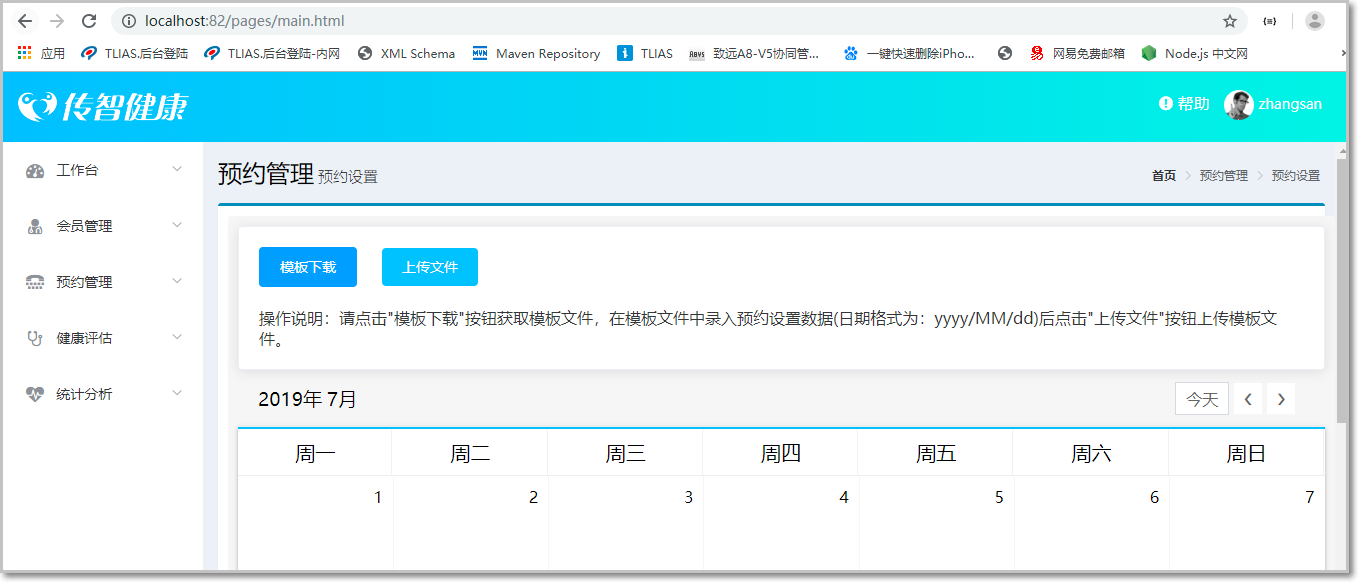 localhost:82/pages/main.html
应用 TLIAS.后台登陆 TLIAS.后台登陆-内网 XML Schema Maven Repository TLIAS 致远A8-V5协同管... 一键快速删除iPho... 网易免费邮箱 Node.js 中文网
传智健康 帮助 zhangsan
工作台
会员管理
预约管理
健康评估
统计分析
预约管理 预约设置
首页 > 预约管理 > 预约设置
模板下载 上传文件
操作说明：请点击"模板下载"按钮获取模板文件，在模板文件中录入预约设置数据(日期格式为：yyyy/MM/dd)后点击"上传文件"按钮上传模板文
件。
2019年 7月 今天 ‹ ›
周一 周二 周三 周四 周五 周六 周日
1 2 3 4 5 6 7